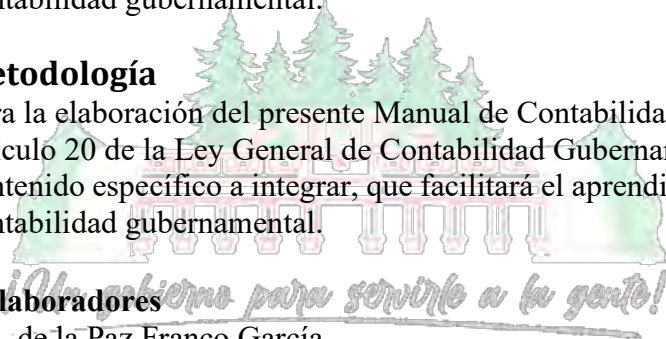 ntabilidad gubernamental.
etodología
ra la elaboración del presente Manual de Contabilida
ículo 20 de la Ley General de Contabilidad Gubernar
ntenido específico a integrar, que facilitará el aprendi
ntabilidad gubernamental.
¡Un gobierno para servirle a la gente!
laboradores
de la Paz Franco García